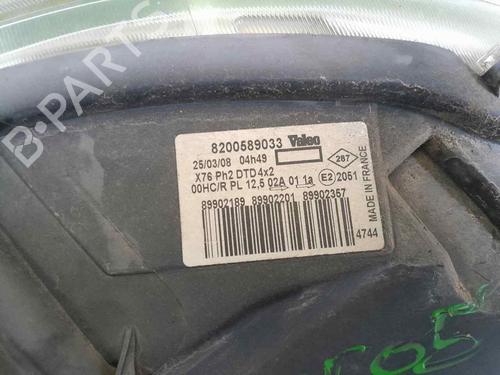 B-PARTS
8200589033 Valeo
25/03/08 04h49
X76 Ph2 DTD 4x2
00HC/R PL 12,5 02A 01 1a E2 2051
89902189 89902201 89902357
287
MADE IN FRANCE
4744